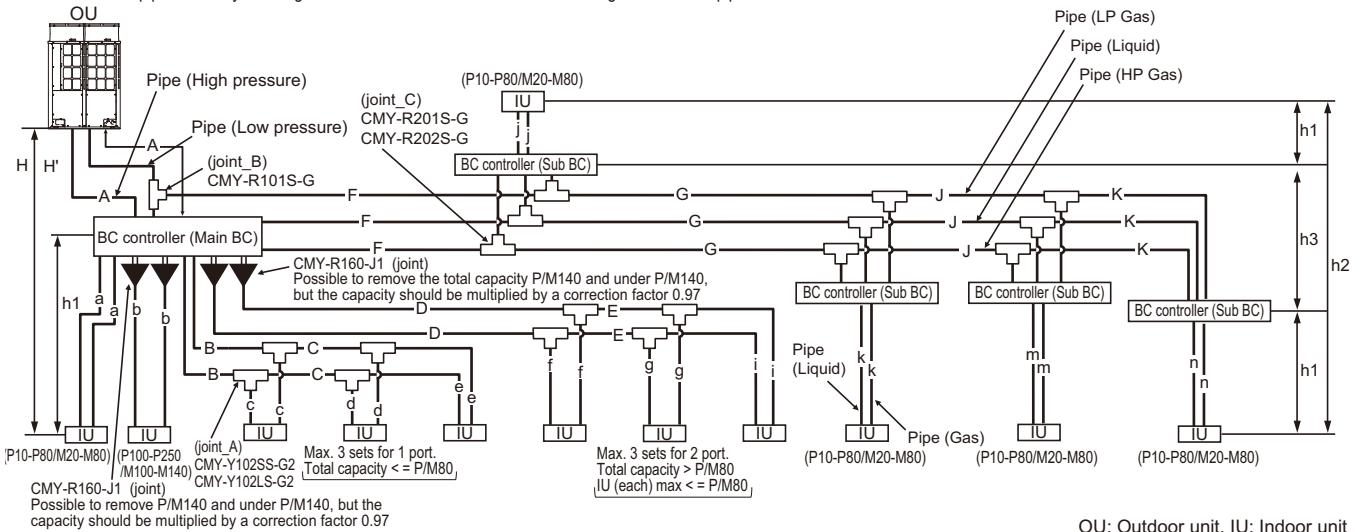 OU
Pipe (High pressure)
Pipe (Low pressure)
(joint_B)
CMY-R101S-G
(joint_C)
CMY-R201S-G
CMY-R202S-G
(P10-P80/M20-M80)
IU
j j
BC controller (Sub BC)
Pipe (LP Gas)
Pipe (Liquid)
Pipe (HP Gas)
H H'
A
A
F G J K
F G J K
F G J K
h1
h3
h2
h1
BC controller (Main BC)
CMY-R160-J1 (joint)
Possible to remove the total capacity P/M140 and under P/M140,
but the capacity should be multiplied by a correction factor 0.97
BC controller (Sub BC)
BC controller (Sub BC)
BC controller (Sub BC)
h1
a a b b
D E
D E
B C
B C
c c d d e e
f f g g i i
Pipe
(Liquid)
k k
m m
n n
Pipe (Gas)
IU IU IU IU IU IU IU IU IU IU IU
(P10-P80/M20-M80)
(P100-P250
/M100-M140)
(joint_A)
CMY-Y102SS-G2
CMY-Y102LS-G2
Max. 3 sets for 1 port.
Total capacity <= P/M80
Max. 3 sets for 2 port.
Total capacity > P/M80
IU (each) max <= P/M80
(P10-P80/M20-M80)
(P10-P80/M20-M80)
(P10-P80/M20-M80)
CMY-R160-J1 (joint)
Possible to remove P/M140 and under P/M140, but the
capacity should be multiplied by a correction factor 0.97
OU: Outdoor unit, IU: Indoor unit